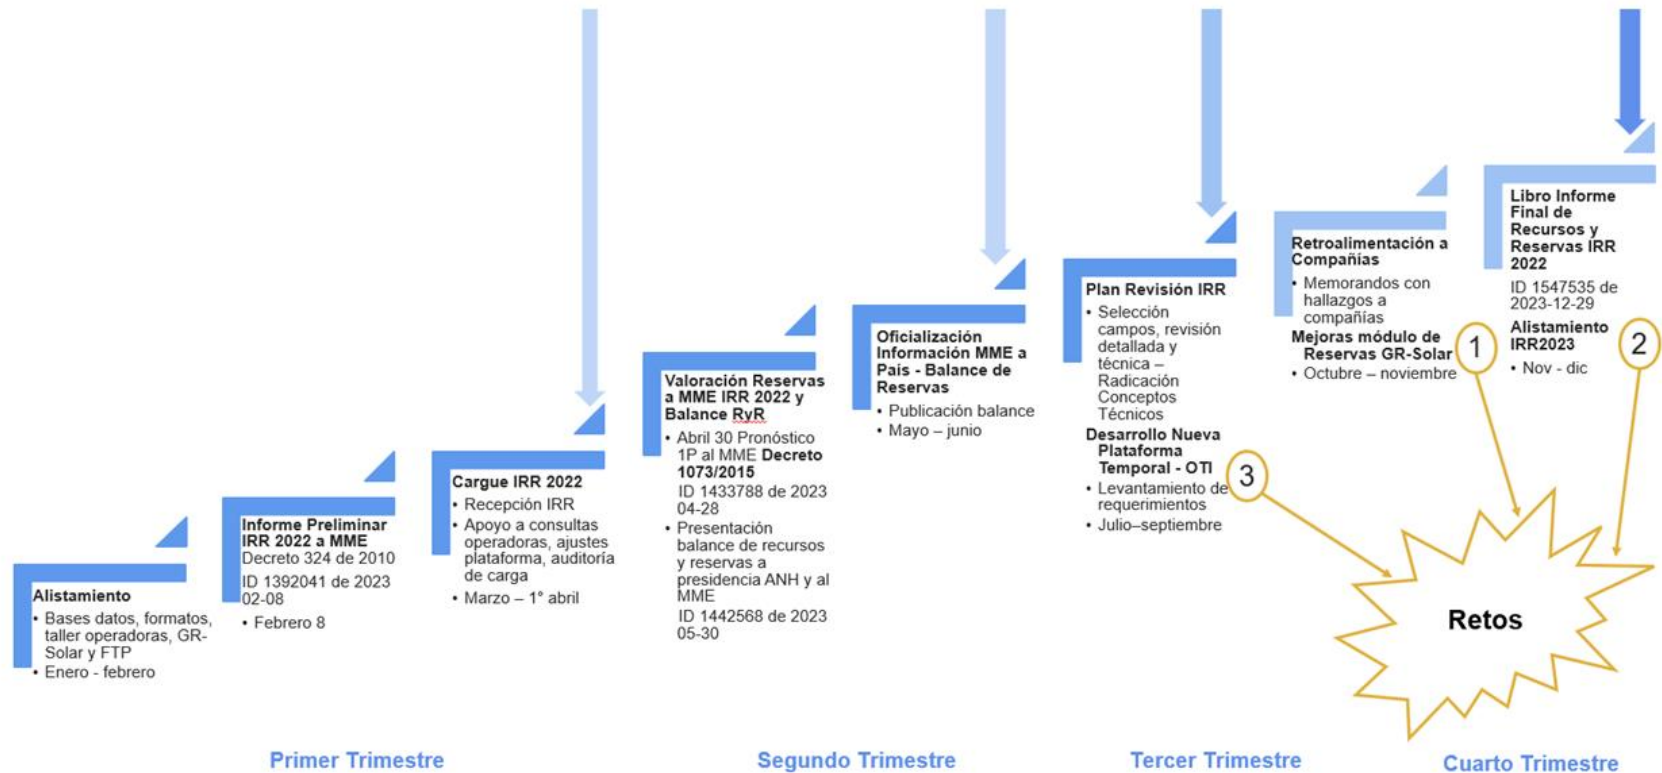 Alistamiento
• Bases datos, formatos,
taller operadoras, GR-
Solar y FTP
• Enero - febrero
Informe Preliminar
IRR 2022 a MME
Decreto 324 de 2010
ID 1392041 de 2023
02-08
• Febrero 8
Cargue IRR 2022
• Recepción IRR
• Apoyo a consultas
operadoras, ajustes
plataforma, auditoría
de carga
• Marzo – 1° abril
Valoración Reservas
a MME IRR 2022 y
Balance RyR
• Abril 30 Pronóstico
1P al MME Decreto
1073/2015
ID 1433788 de 2023
04-28
• Presentación
balance de recursos
y reservas a
presidencia ANH y al
MME
ID 1442568 de 2023
05-30
Oficialización
Información MME a
País - Balance de
Reservas
• Publicación balance
• Mayo – junio
Plan Revisión IRR
• Selección
campos, revisión
detallada y
técnica –
Radicación
Conceptos
Técnicos
Desarrollo Nueva
Plataforma
Temporal - OTI
• Levantamiento de
requerimientos
• Julio–septiembre
3
Retroalimentación a
Compañías
• Memorandos con
hallazgos a
compañías
Mejoras módulo de
Reservas GR-Solar
• Octubre – noviembre
1
Libro Informe
Final de
Recursos y
Reservas IRR
2022
ID 1547535 de
2023-12-29
Alistamiento
IRR2023
• Nov - dic
2
Retos
Primer Trimestre
Segundo Trimestre
Tercer Trimestre
Cuarto Trimestre